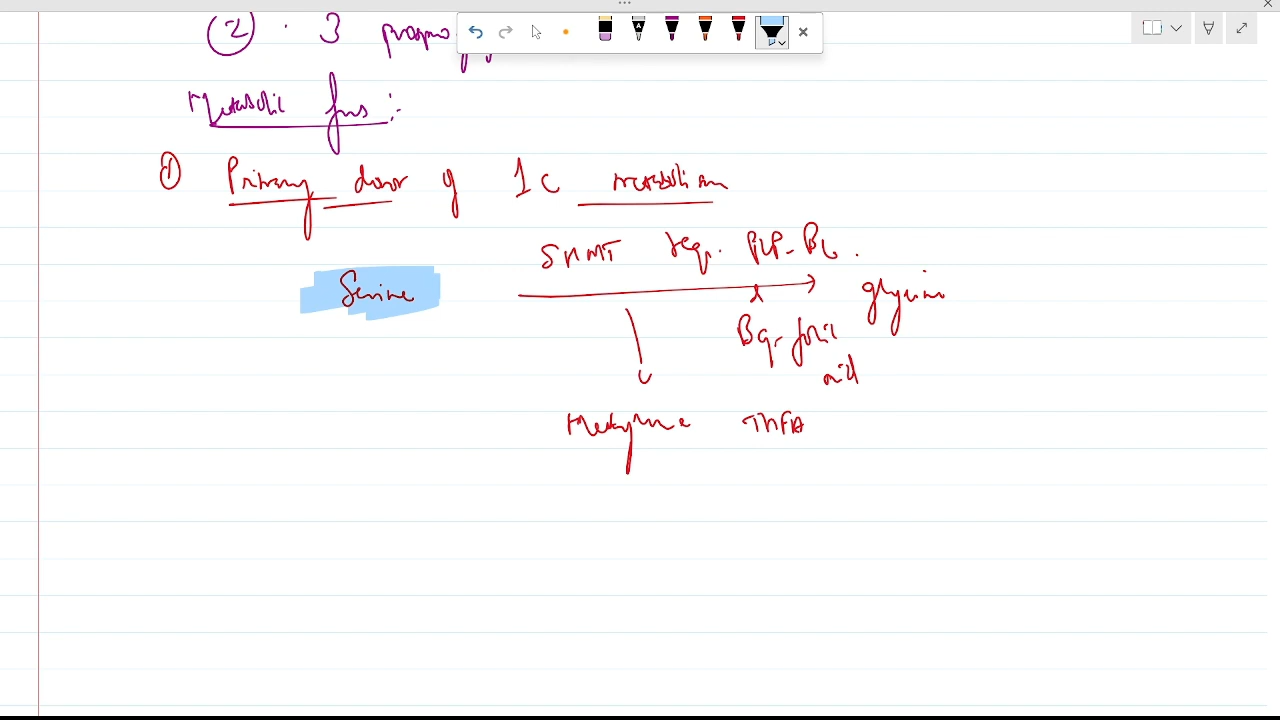 ② · 3 phospho
Metabolic fns :-
① Primary donor of 1c metabolism
SHMT req. PLP-B6.
Serine
glycine
B9- folic
acid
Methylene THFA